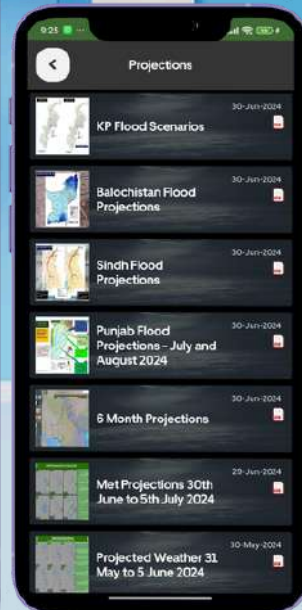 9:25
Projections
30-Jun-2024
KP Flood Scenarios
30-Jun-2024
Balochistan Flood
Projections
30-Jun-2024
Sindh Flood
Projections
30-Jun-2024
Punjab Flood
Projections - July and
August 2024
30-Jun-2024
6 Month Projections
29-Jun-2024
Met Projections 30th
June to 5th July 2024
30-May-2024
Projected Weather 31
May to 5 June 2024